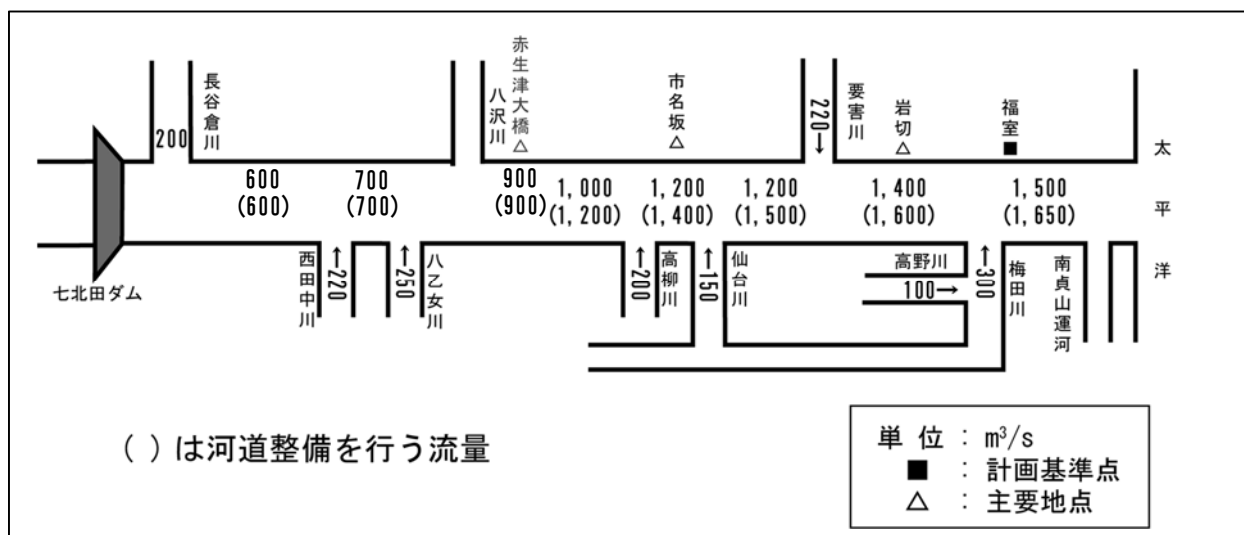 長谷倉川
200
八沢川
赤生津大橋△
市名坂△
220→
要害川
岩切△
福室■
太平洋
600
(600)
700
(700)
900
(900)
1,000
(1,200)
1,200
(1,400)
1,200
(1,500)
1,400
(1,600)
1,500
(1,650)
七北田ダム
西田中川
←220
←250
八乙女川
←200
高柳川
←150
仙台川
高野川
100→
←300
梅田川
南貞山運河
( )は河道整備を行う流量
単 位 : m³/s
■ : 計画基準点
△ : 主要地点